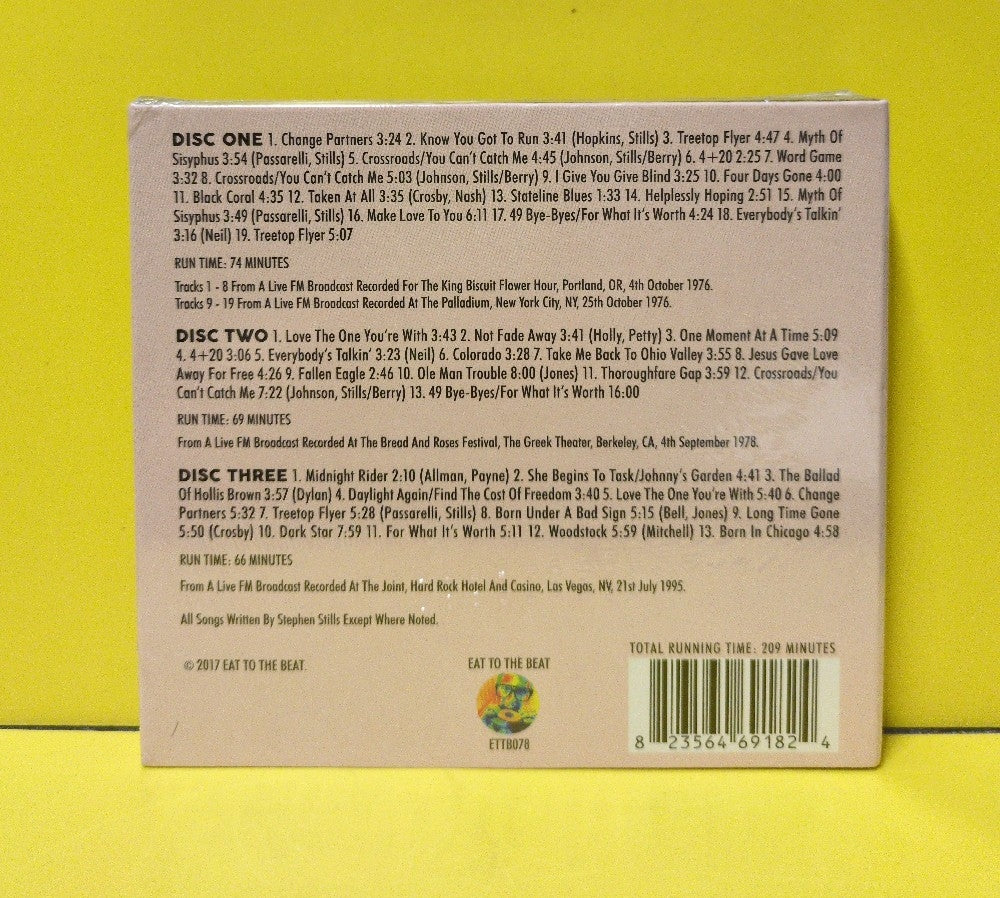 DISC ONE 1. Change Partners 3:24 2. Know You Got To Run 3:41 (Hopkins, Stills) 3. Treetop Flyer 4:47 4. Myth Of
Sisyphus 3:54 (Passarelli, Stills) 5. Crossroads/You Can't Catch Me 4:45 (Johnson, Stills/Berry) 6. 4+20 2:25 7. Word Game
3:32 8. Crossroads/You Can't Catch Me 5:03 (Johnson, Stills/Berry) 9. I Give You Give Blind 3:25 10. Four Days Gone 4:00
11. Black Coral 4:35 12. Taken At All 3:35 (Crosby, Nash) 13. Stateline Blues 1:33 14. Helplessly Hoping 2:51 15. Myth Of
Sisyphus 3:49 (Passarelli, Stills) 16. Make Love To You 6:11 17. 49 Bye-Byes/For What It's Worth 4:24 18. Everybody's Talkin'
3:16 (Neil) 19. Treetop Flyer 5:07
RUN TIME: 74 MINUTES
Tracks 1 - 8 From A Live FM Broadcast Recorded For The King Biscuit Flower Hour, Portland, OR, 4th October 1976.
Tracks 9 - 19 From A Live FM Broadcast Recorded At The Palladium, New York City, NY, 25th October 1976.
DISC TWO 1. Love The One You're With 3:43 2. Not Fade Away 3:41 (Holly, Petty) 3. One Moment At A Time 5:09
4. 4+20 3:06 5. Everybody's Talkin' 3:23 (Neil) 6. Colorado 3:28 7. Take Me Back To Ohio Valley 3:55 8. Jesus Gave Love
Away For Free 4:26 9. Fallen Eagle 2:46 10. Ole Man Trouble 8:00 (Jones) 11. Thoroughfare Gap 3:59 12. Crossroads/You
Can't Catch Me 7:22 (Johnson, Stills/Berry) 13. 49 Bye-Byes/For What It's Worth 16:00
RUN TIME: 69 MINUTES
From A Live FM Broadcast Recorded At The Bread And Roses Festival, The Greek Theater, Berkeley, CA, 4th September 1978.
DISC THREE 1. Midnight Rider 2:10 (Allman, Payne) 2. She Begins To Task/Johnny's Garden 4:41 3. The Ballad
Of Hollis Brown 3:57 (Dylan) 4. Daylight Again/Find The Cost Of Freedom 3:40 5. Love The One You're With 5:40 6. Change
Partners 5:32 7. Treetop Flyer 5:28 (Passarelli, Stills) 8. Born Under A Bad Sign 5:15 (Bell, Jones) 9. Long Time Gone
5:50 (Crosby) 10. Dark Star 7:59 11. For What It's Worth 5:11 12. Woodstock 5:59 (Mitchell) 13. Born In Chicago 4:58
RUN TIME: 66 MINUTES
From A Live FM Broadcast Recorded At The Joint, Hard Rock Hotel And Casino, Las Vegas, NV, 21st July 1995.
All Songs Written By Stephen Stills Except Where Noted.
© 2017 EAT TO THE BEAT.
EAT TO THE BEAT
ETTB078
TOTAL RUNNING TIME: 209 MINUTES
8 23564 69182 4